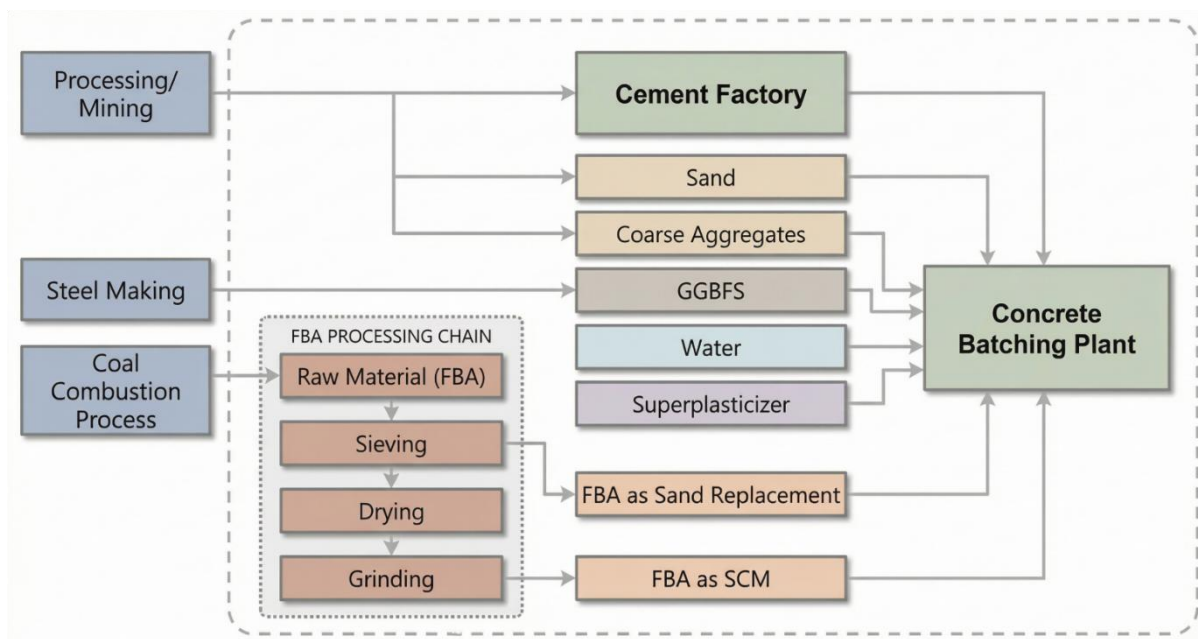 Processing/
Mining
Cement Factory
Sand
Coarse Aggregates
Steel Making
GGBFS
Concrete
Batching Plant
FBA PROCESSING CHAIN
Water
Coal
Combustion
Process
Raw Material (FBA)
Superplasticizer
Sieving
FBA as Sand Replacement
Drying
Grinding
FBA as SCM